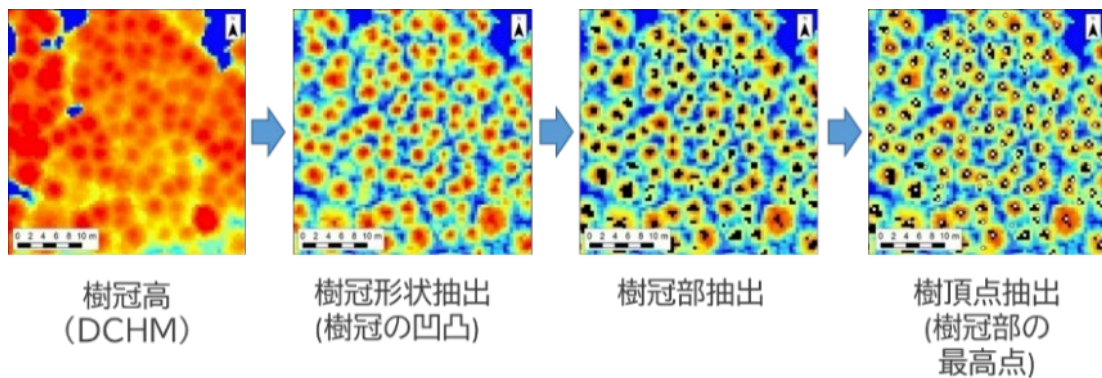 0 2 4 6 8 10 m
0 2 4 6 8 10 m
0 2 4 6 8 10 m
0 2 4 6 8 10 m
樹冠高
（DCHM）
樹冠形状抽出
(樹冠の凹凸)
樹冠部抽出
樹頂点抽出
(樹冠部の
最高点)